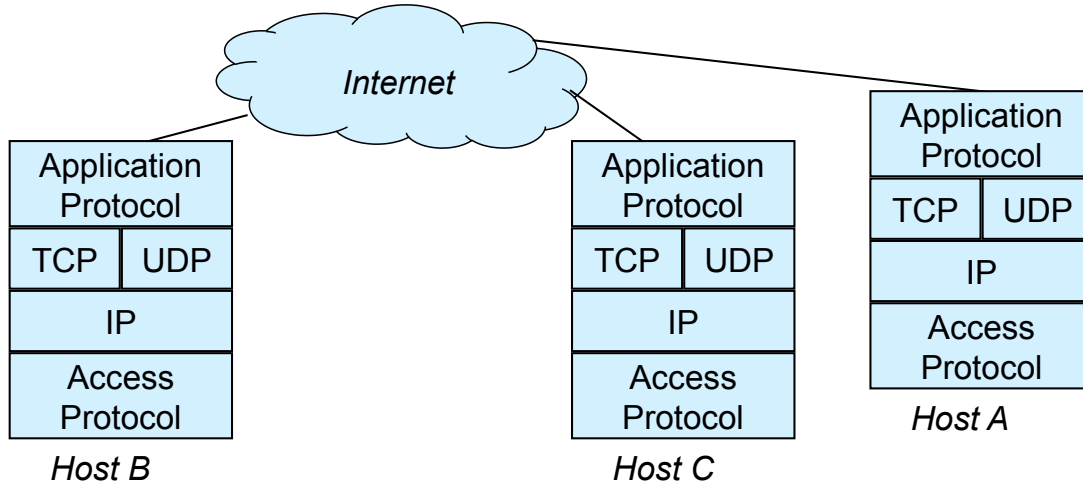 Internet
Application
Protocol
TCP UDP
IP
Access
Protocol
Host B
Application
Protocol
TCP UDP
IP
Access
Protocol
Host C
Application
Protocol
TCP UDP
IP
Access
Protocol
Host A